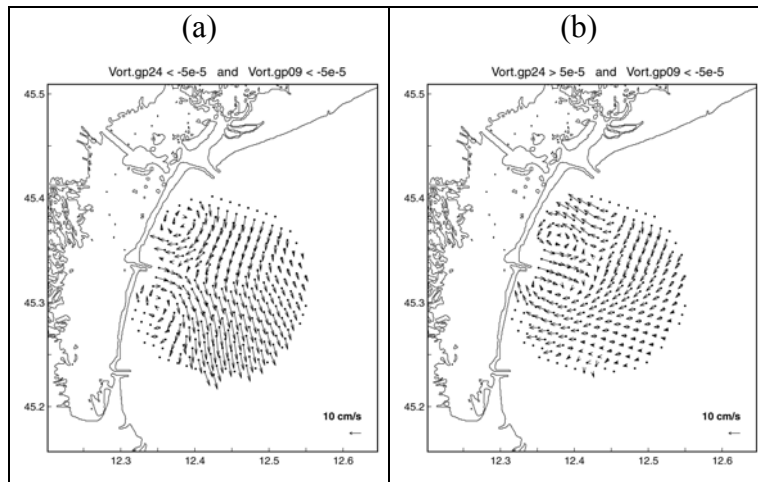 (a)
Vort.gp24 < -5e-5 and Vort.gp09 < -5e-5
45.5
45.4
45.3
45.2
10 cm/s
12.3 12.4 12.5 12.6
(b)
Vort.gp24 > 5e-5 and Vort.gp09 < -5e-5
45.5
45.4
45.3
45.2
10 cm/s
12.3 12.4 12.5 12.6